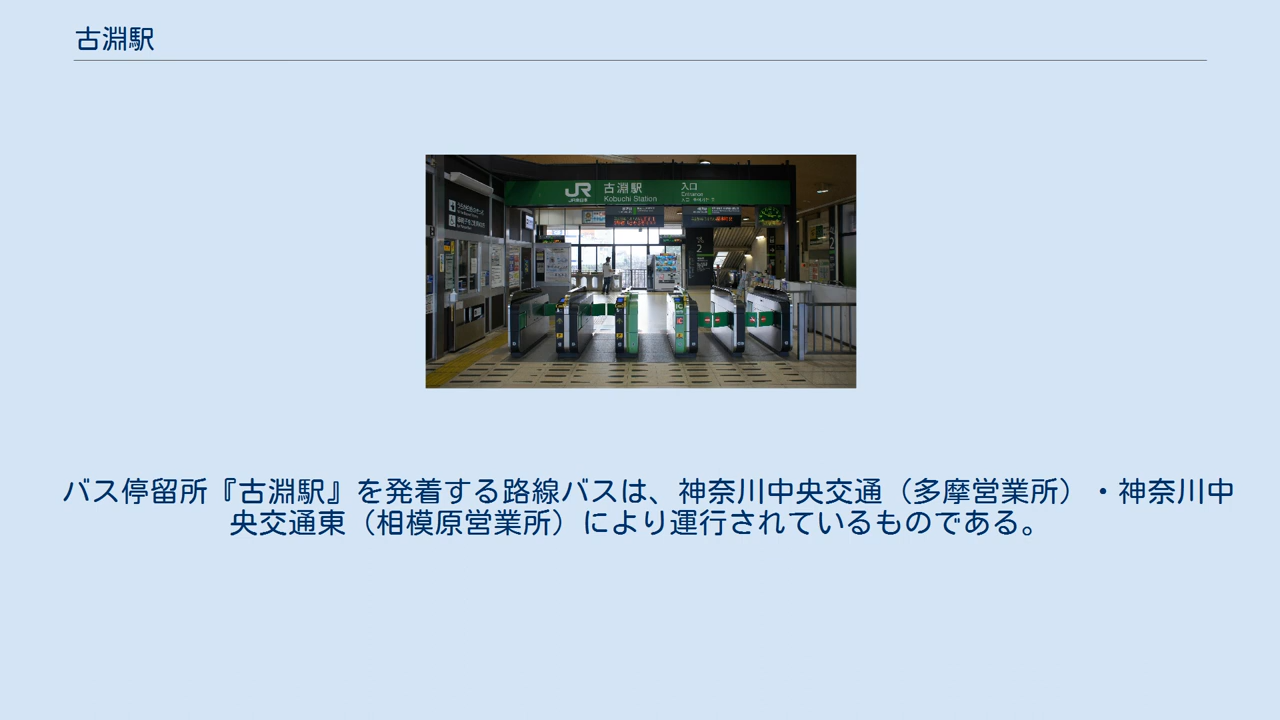 古淵駅
JR 古淵駅 入口
Kobuchi Station Entrance
バス停留所『古淵駅』を発着する路線バスは、神奈川中央交通（多摩営業所）・神奈川中
央交通東（相模原営業所）により運行されているものである。